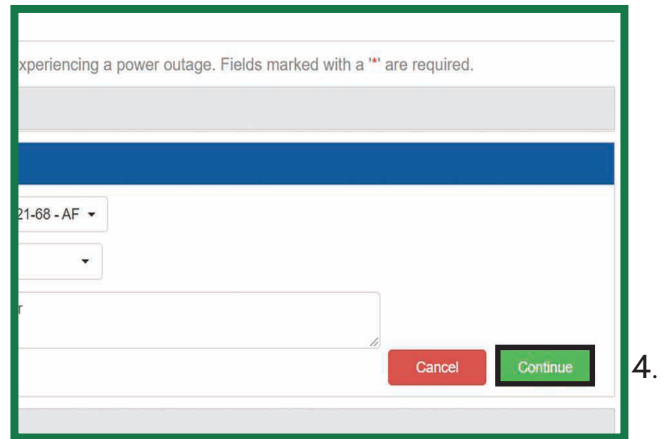 xperiencing a power outage. Fields marked with a '*' are required.
21-68 - AF
r
Cancel Continue 4.